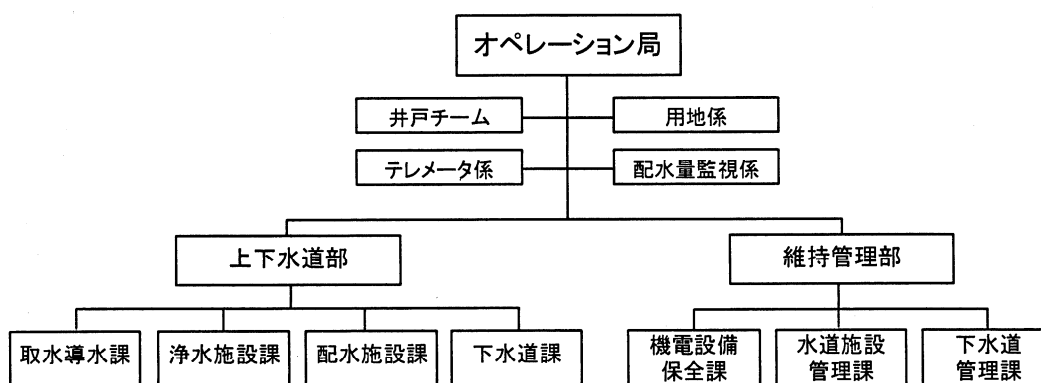 オペレーション局
井戸チーム
用地係
テレメータ係
配水量監視係
上下水道部
維持管理部
取水導水課
浄水施設課
配水施設課
下水道課
機電設備
保全課
水道施設
管理課
下水道
管理課